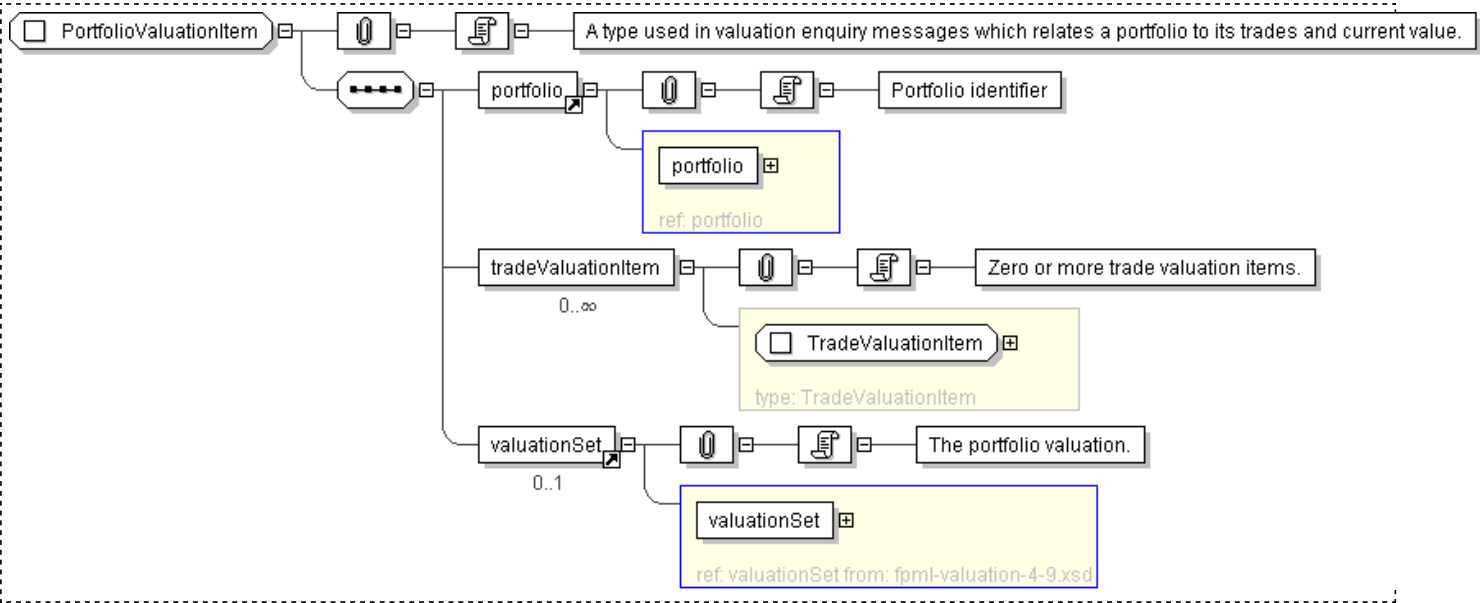 PortfolioValuationItem
A type used in valuation enquiry messages which relates a portfolio to its trades and current value.
portfolio
Portfolio identifier
portfolio
ref: portfolio
tradeValuationItem
Zero or more trade valuation items.
0..∞
TradeValuationItem
type: TradeValuationItem
valuationSet
The portfolio valuation.
0..1
valuationSet
ref: valuationSet from: fpml-valuation-4-9.xsd